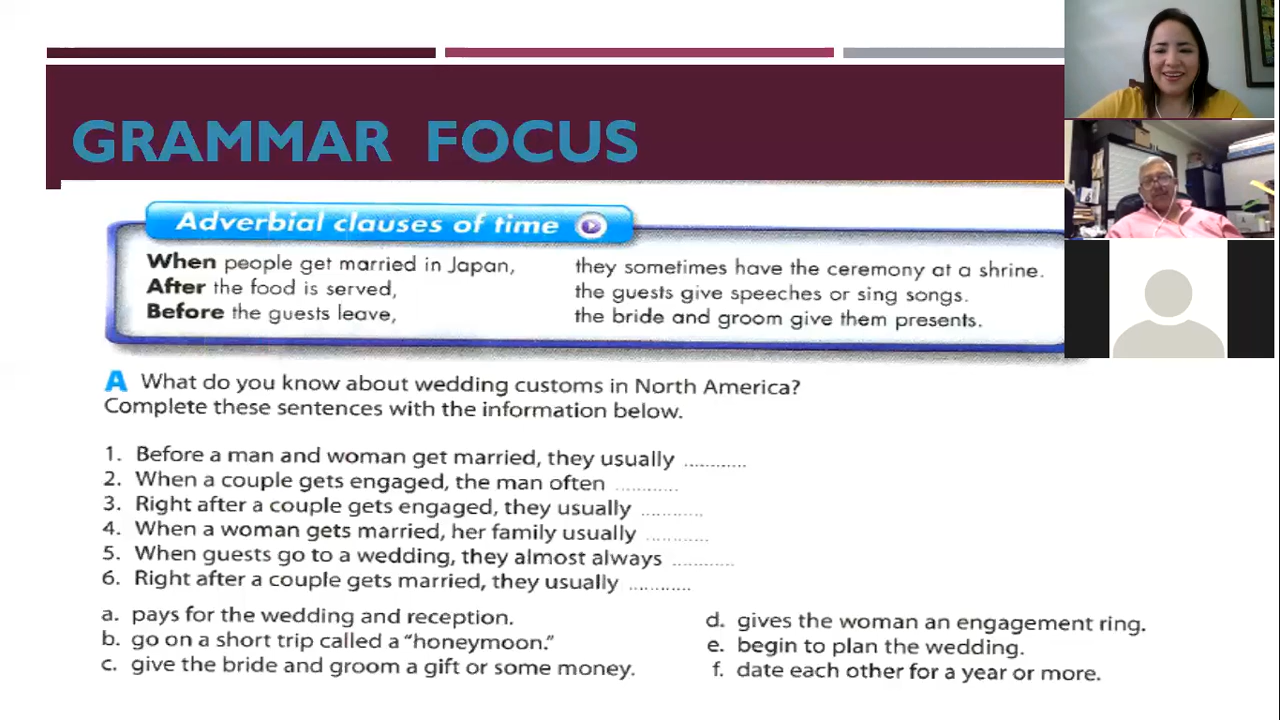 GRAMMAR FOCUS
Adverbial clauses of time
When people get married in Japan, they sometimes have the ceremony at a shrine.
After the food is served, the guests give speeches or sing songs.
Before the guests leave, the bride and groom give them presents.
A What do you know about wedding customs in North America?
Complete these sentences with the information below.
1. Before a man and woman get married, they usually ............
2. When a couple gets engaged, the man often ............
3. Right after a couple gets engaged, they usually ............
4. When a woman gets married, her family usually ............
5. When guests go to a wedding, they almost always ............
6. Right after a couple gets married, they usually ............
a. pays for the wedding and reception.
b. go on a short trip called a “honeymoon.”
c. give the bride and groom a gift or some money.
d. gives the woman an engagement ring.
e. begin to plan the wedding.
f. date each other for a year or more.